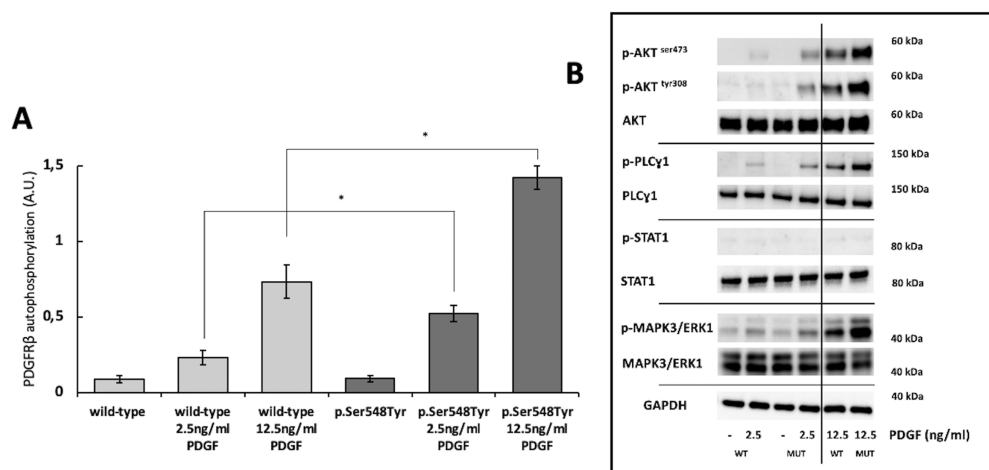 A
PDGFRβ autophosphorylation (A.U.)
1,5
1
0,5
0
*
*
wild-type
wild-type
2.5ng/ml
PDGF
wild-type
12.5ng/ml
PDGF
p.Ser548Tyr
p.Ser548Tyr
2.5ng/ml
PDGF
p.Ser548Tyr
12.5ng/ml
PDGF
B
p-AKT ser473 60 kDa
p-AKT tyr308 60 kDa
AKT 60 kDa
p-PLCɣ1 150 kDa
PLCɣ1 150 kDa
p-STAT1 80 kDa
STAT1 80 kDa
p-MAPK3/ERK1 40 kDa
MAPK3/ERK1 40 kDa
GAPDH 40 kDa
- 2.5 - 2.5 12.5 12.5 PDGF (ng/ml)
WT MUT WT MUT